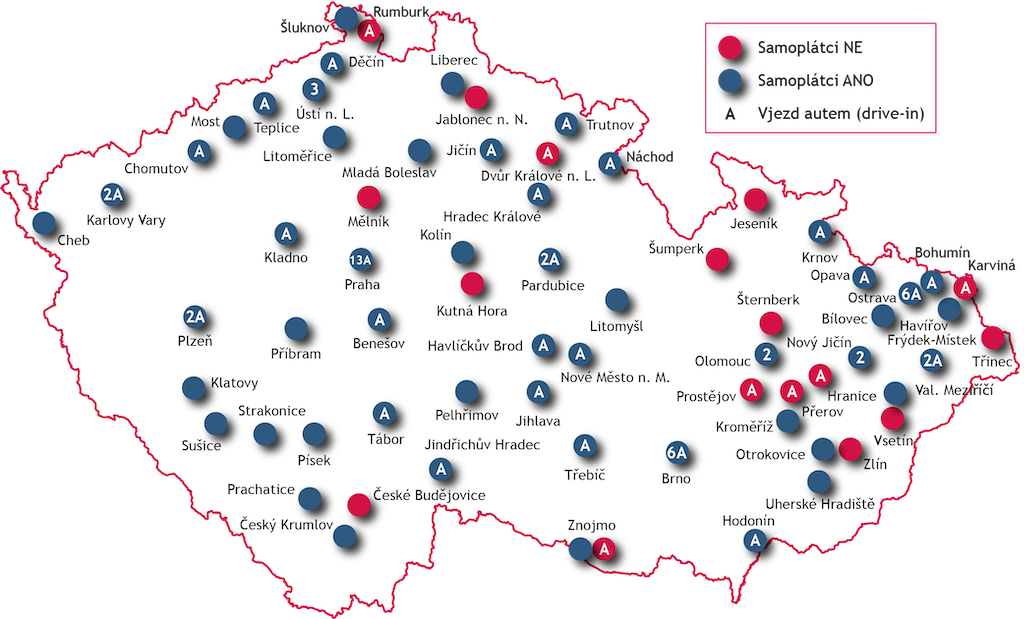 Rumburk
Šluknov
A
Samoplátci NE
Samoplátci ANO
A Vjezd autem (drive-in)
A
Děčín
Liberec
3
Ústí n. L.
A
Teplice
Most
Jablonec n. N.
A
Trutnov
Litoměřice
Chomutov
A
Mladá Boleslav
Jičín
A
A
Dvůr Králové n. L.
A
Náchod
2A
Karlovy Vary
Mělník
A
Hradec Králové
Jeseník
Cheb
A
Kladno
Kolín
Šumperk
A
Krnov
13A
Praha
2A
Pardubice
Bohumín
Karviná
Opava
A
A
A
Ostrava
6A
Kutná Hora
Litomyšl
Šternberk
Bílovec
Havířov
2A
Plzeň
Příbram
A
Benešov
Havlíčkův Brod
A
A
Nové Město n. M.
Nový Jičín
Frýdek-Místek
Olomouc
2
2
2A
Třinec
Klatovy
Prostějov
A
A
A
Přerov
Hranice
Val. Meziříčí
Strakonice
Sušice
Písek
A
Tábor
Pelhřimov
A
Jihlava
Kroměříž
Vsetín
Jindřichův Hradec
A
A
Třebíč
6A
Brno
Otrokovice
Zlín
Prachatice
České Budějovice
Uherské Hradiště
Český Krumlov
Znojmo
A
Hodonín
A